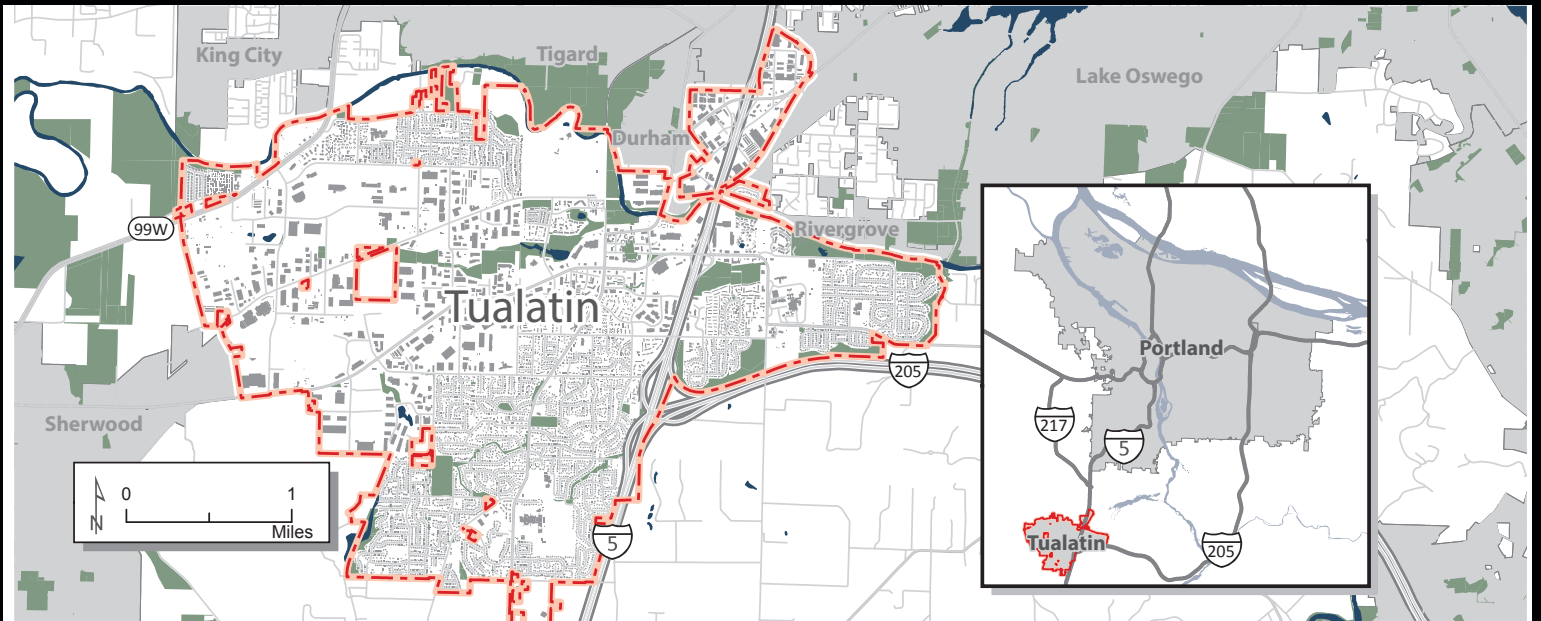 King City
Tigard
Lake Oswego
Durham
99W
Rivergrove
Tualatin
Portland
205
Sherwood
217
5
0 1
N
Miles
5
Tualatin
205